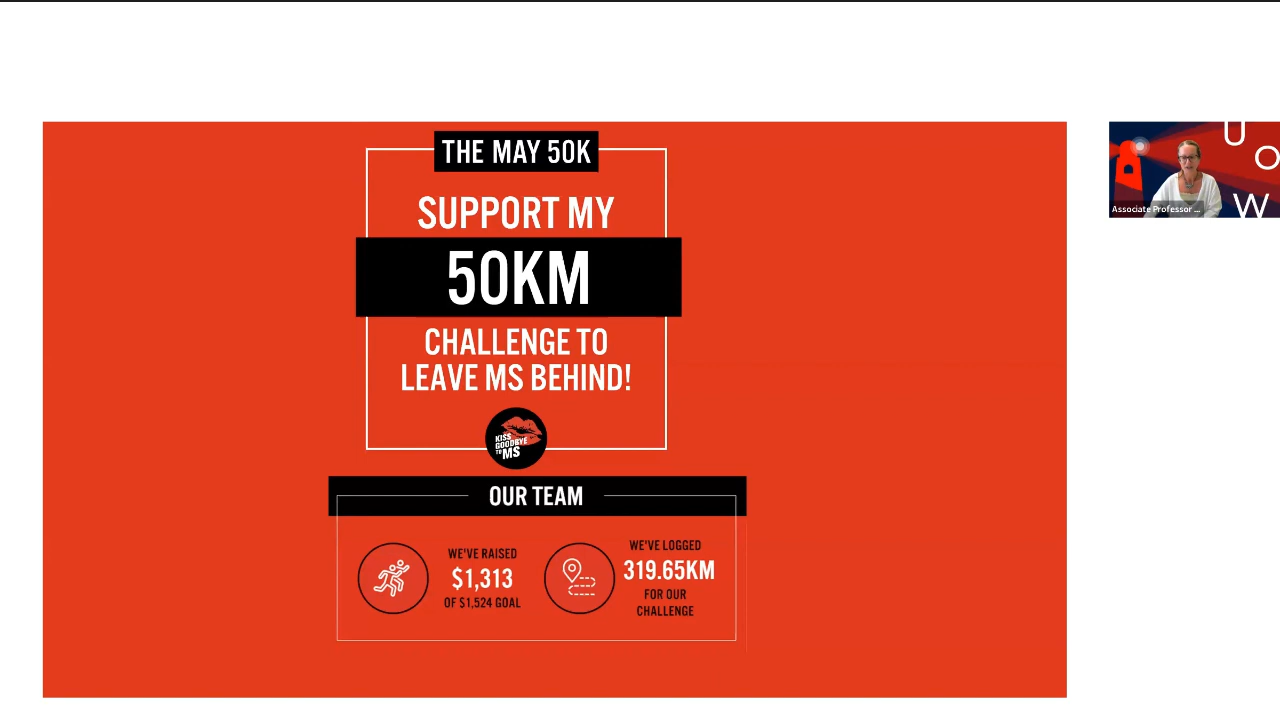 THE MAY 50K
SUPPORT MY
50KM
CHALLENGE TO
LEAVE MS BEHIND!
KISS
GOODBYE
TO MS
OUR TEAM
WE'VE RAISED
$1,313
OF $1,524 GOAL
WE'VE LOGGED
319.65KM
FOR OUR
CHALLENGE
U
O
W
Associate Professor ...